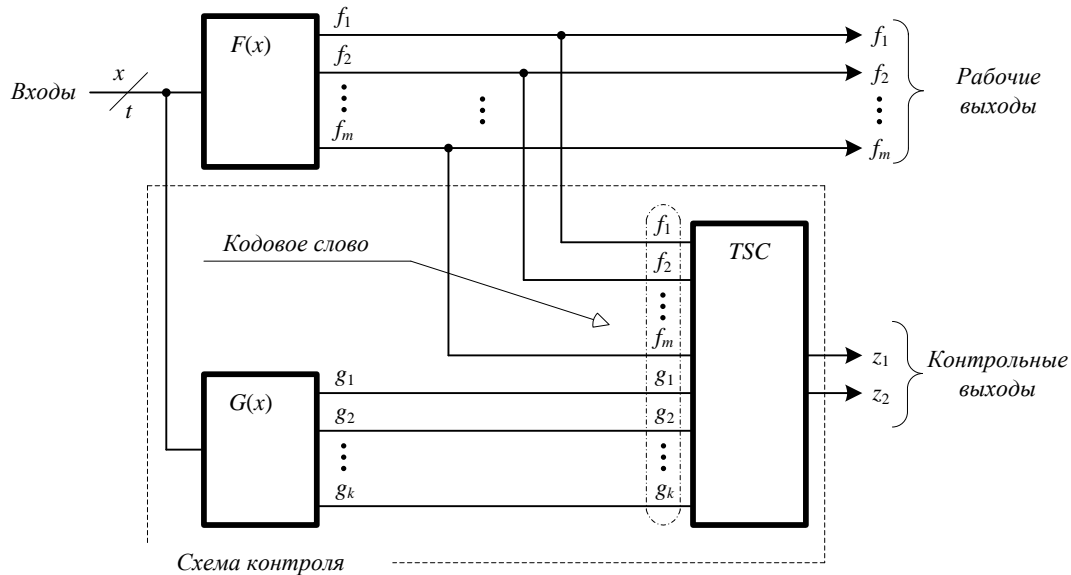 Входы
x
t
F(x)
f1
f2
fm
f1
f2
fm
Рабочие
выходы
Кодовое слово
f1
f2
fm
g1
g2
gk
TSC
G(x)
g1
g2
gk
z1
z2
Контрольные
выходы
Схема контроля